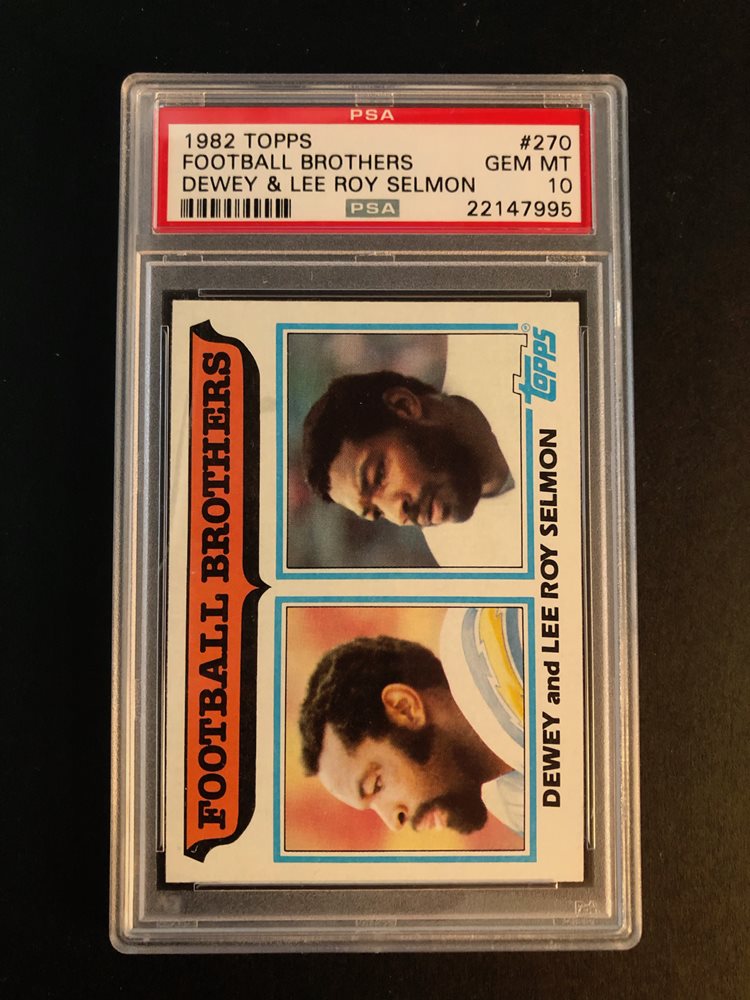 PSA
1982 TOPPS #270
FOOTBALL BROTHERS GEM MT
DEWEY & LEE ROY SELMON 10
PSA 22147995
FOOTBALL BROTHERS
TOPPS®
DEWEY and LEE ROY SELMON